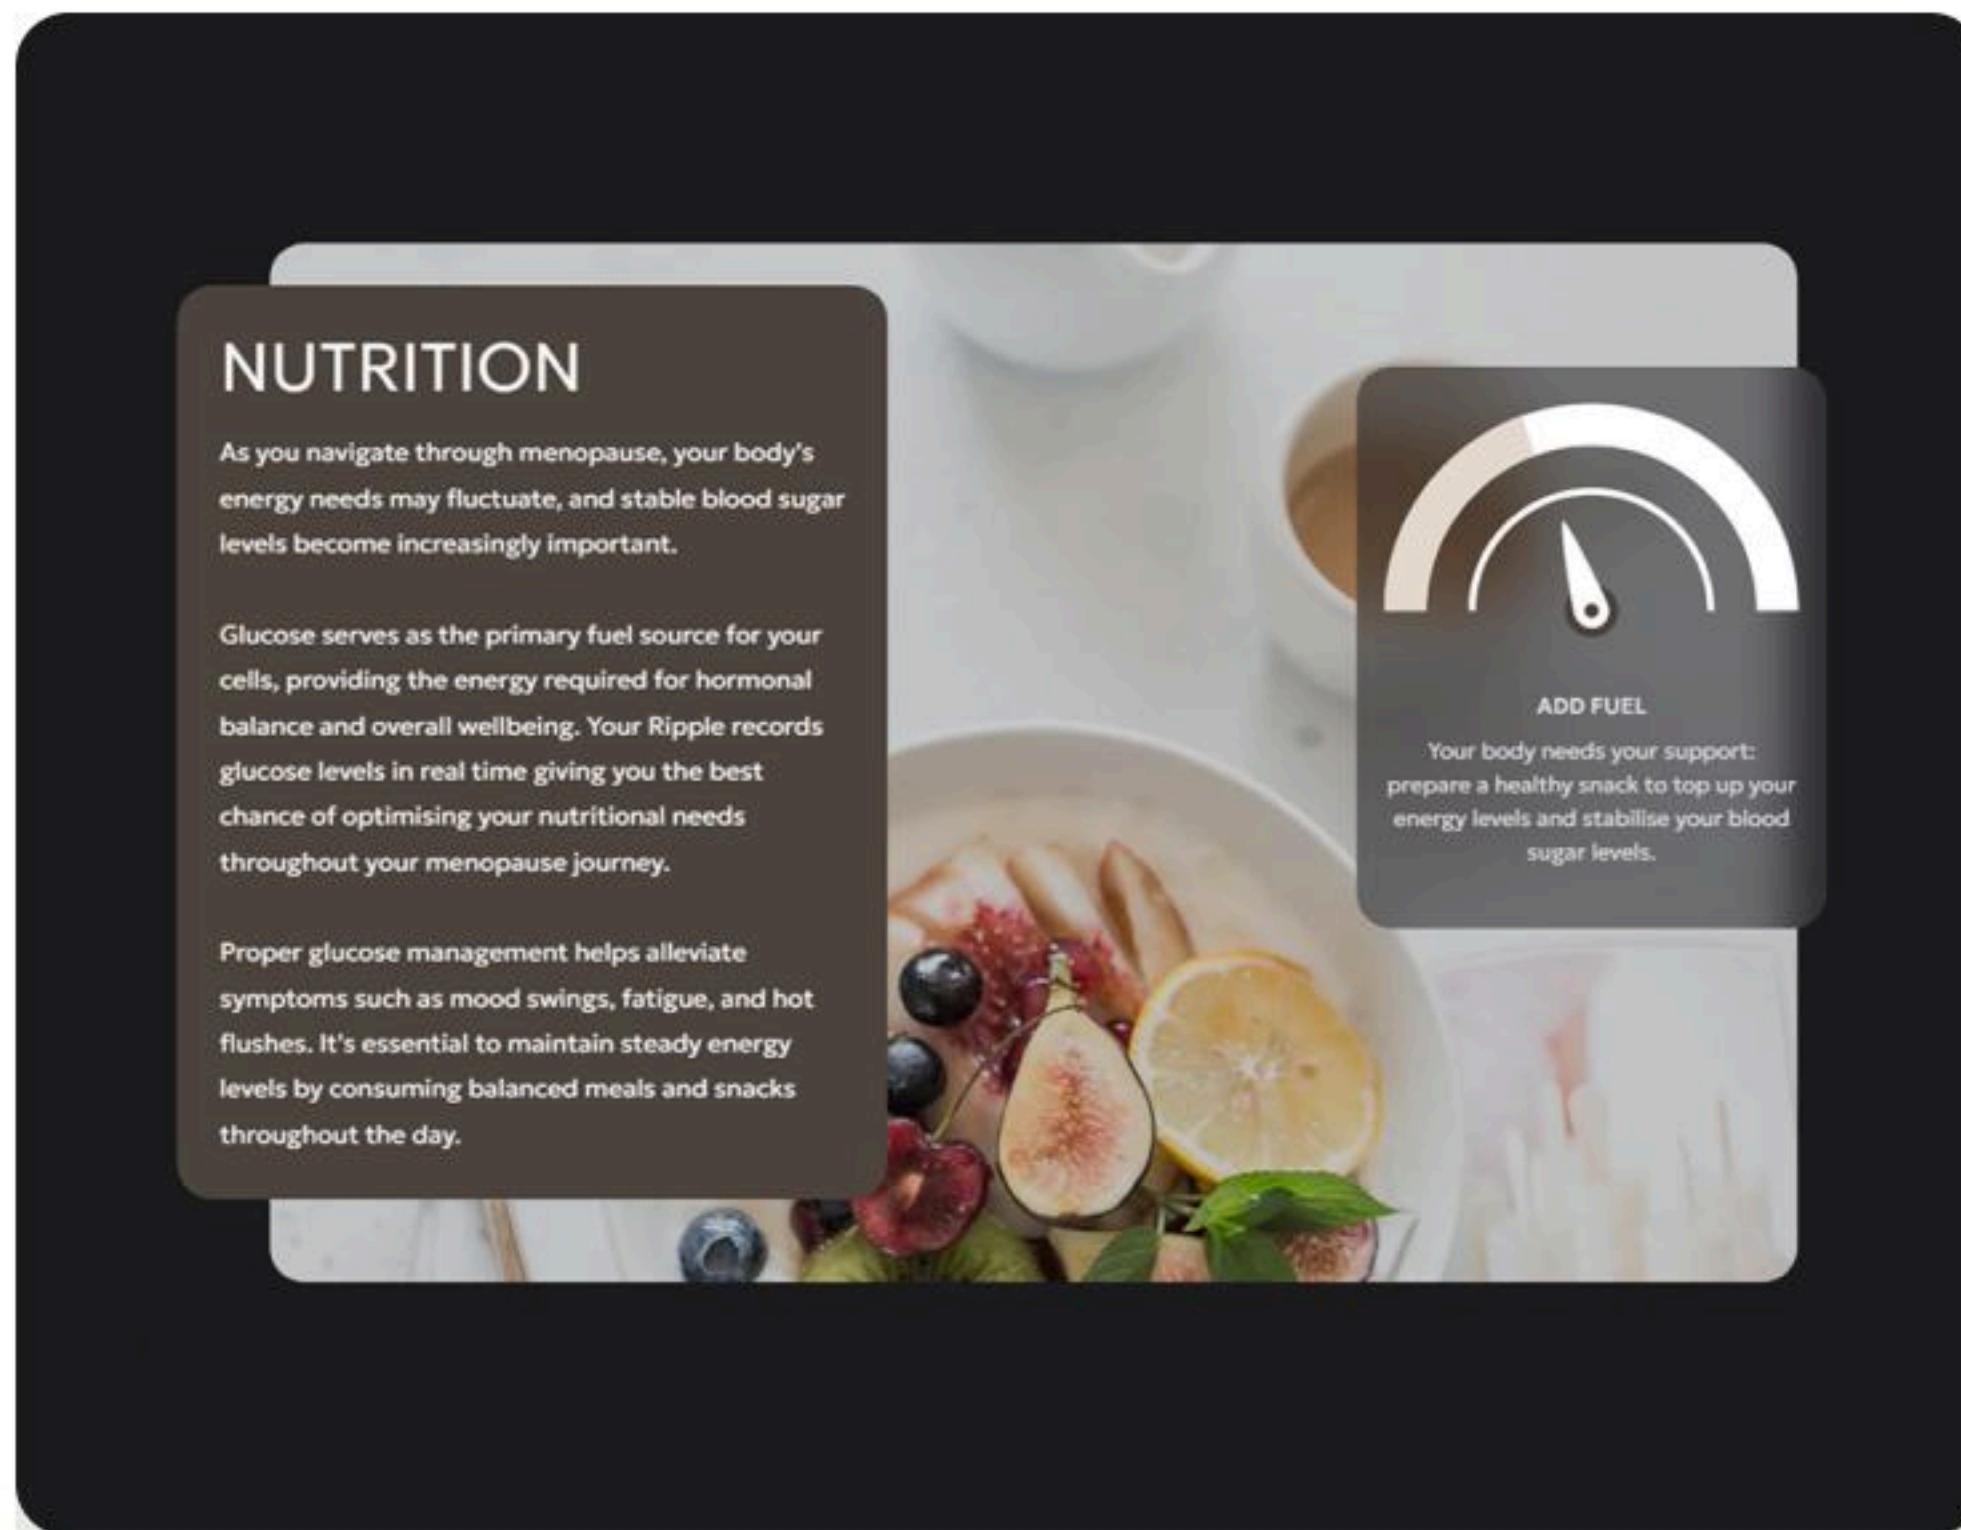 NUTRITION
As you navigate through menopause, your body's
energy needs may fluctuate, and stable blood sugar
levels become increasingly important.
Glucose serves as the primary fuel source for your
cells, providing the energy required for hormonal
balance and overall wellbeing. Your Ripple records
glucose levels in real time giving you the best
chance of optimising your nutritional needs
throughout your menopause journey.
Proper glucose management helps alleviate
symptoms such as mood swings, fatigue, and hot
flushes. It's essential to maintain steady energy
levels by consuming balanced meals and snacks
throughout the day.
ADD FUEL
Your body needs your support:
prepare a healthy snack to top up your
energy levels and stabilise your blood
sugar levels.